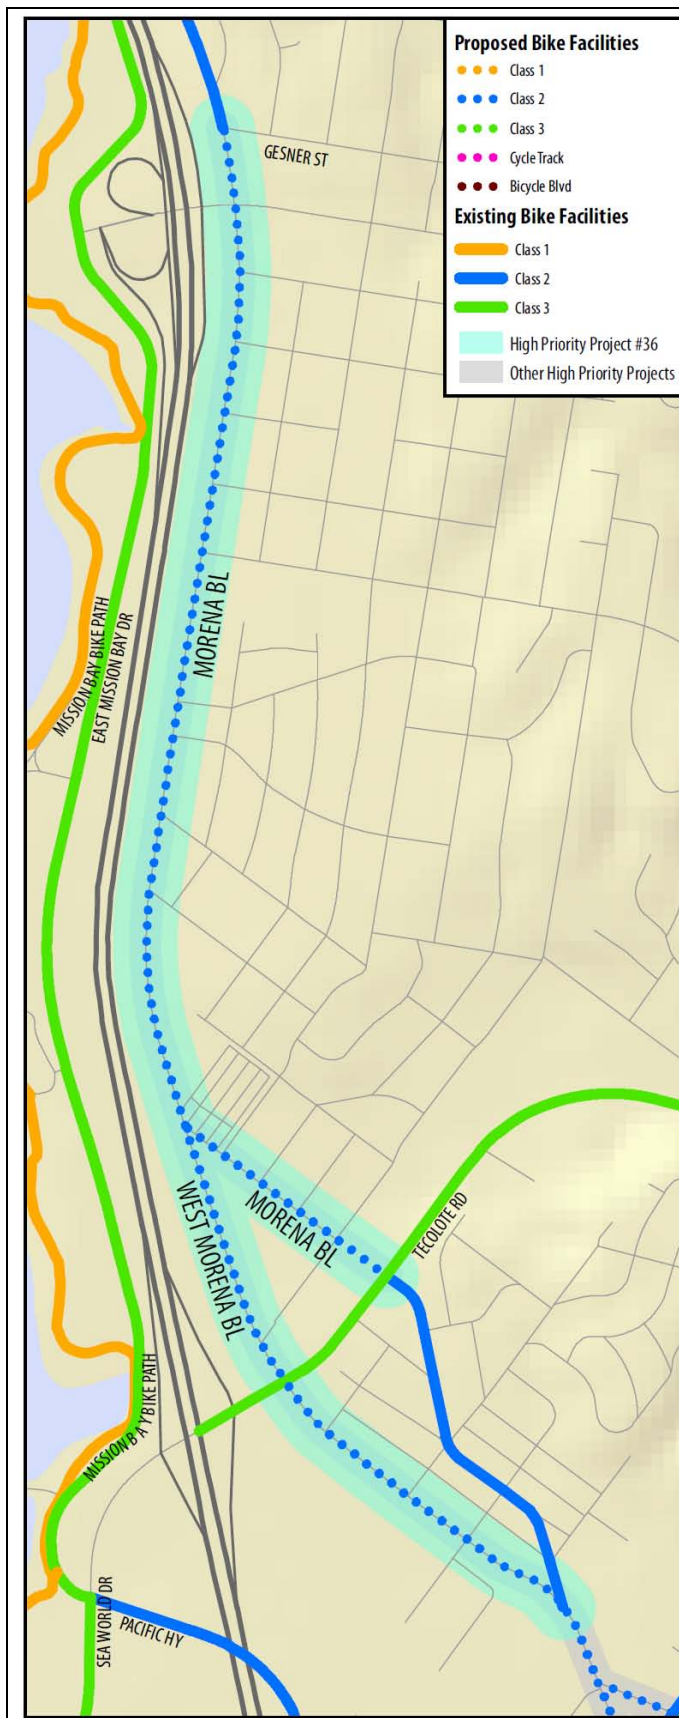 Proposed Bike Facilities
Class 1
Class 2
Class 3
Cycle Track
Bicycle Blvd
Existing Bike Facilities
Class 1
Class 2
Class 3
High Priority Project #36
Other High Priority Projects
GESNER ST
MORENA BL
MISSION BAY BIKE PATH
EAST MISSION BAY DR
WEST MORENA BL
MORENA BL
TECOLOTE RD
MISSION BAY BIKE PATH
SEA WORLD DR
PACIFIC HY